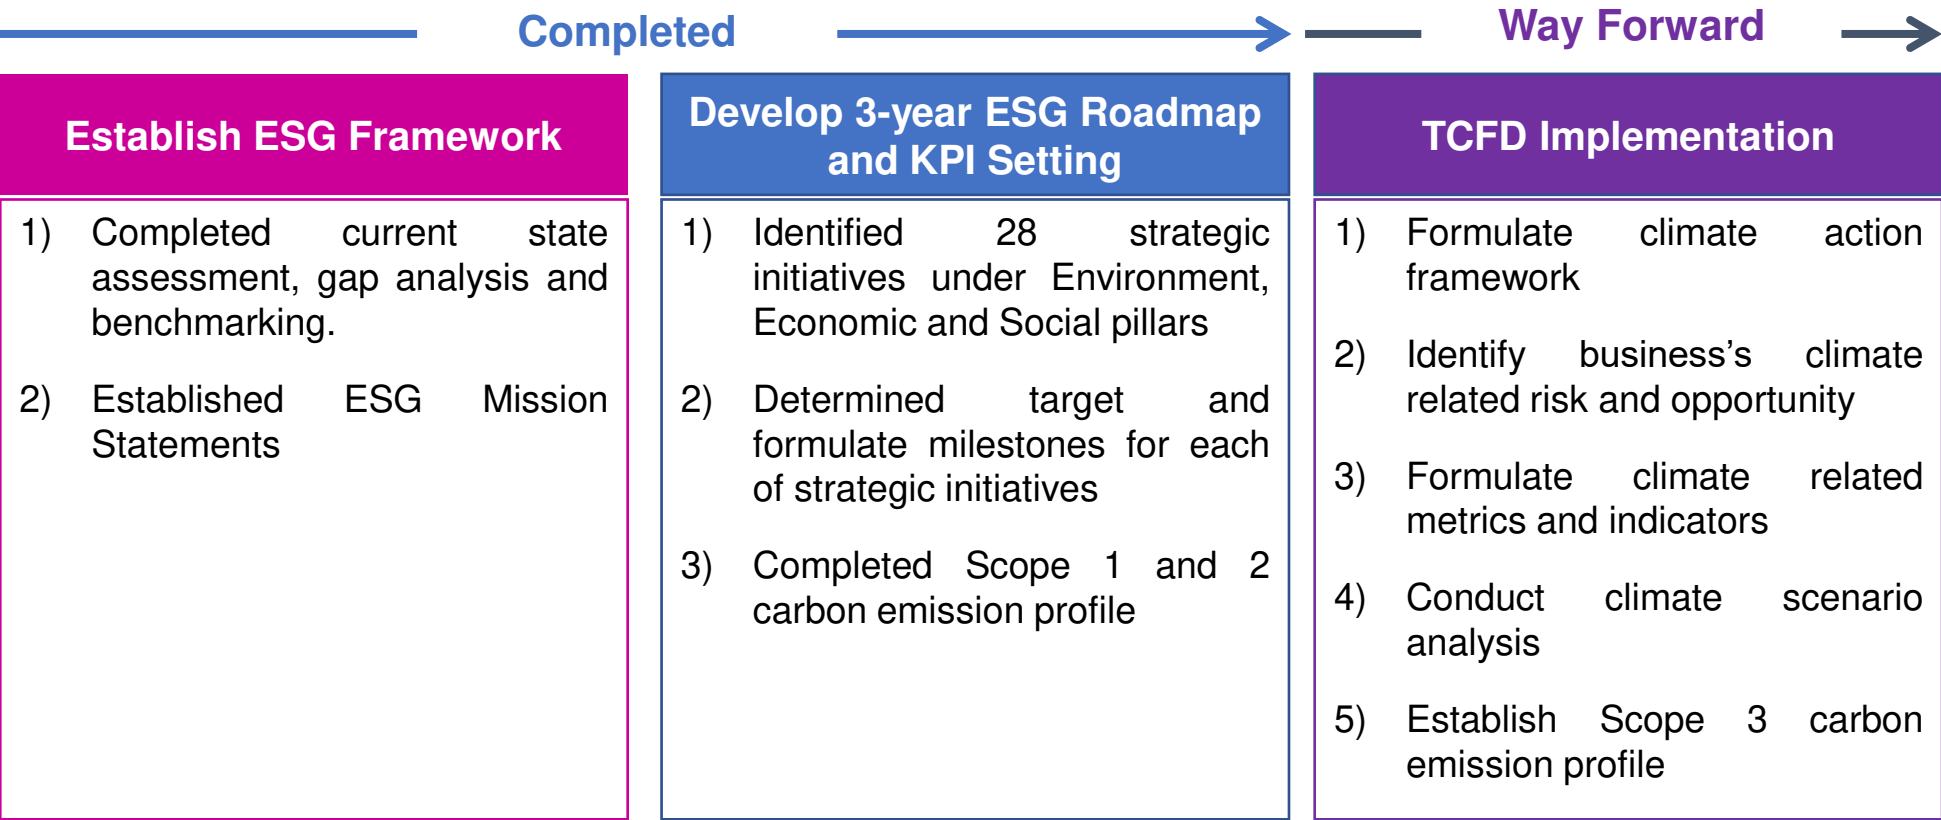 Completed
Way Forward
Establish ESG Framework
1) Completed current state
assessment, gap analysis and
benchmarking.
2) Established ESG Mission
Statements
Develop 3-year ESG Roadmap
and KPI Setting
1) Identified 28 strategic
initiatives under Environment,
Economic and Social pillars
2) Determined target and
formulate milestones for each
of strategic initiatives
3) Completed Scope 1 and 2
carbon emission profile
TCFD Implementation
1) Formulate climate action
framework
2) Identify business’s climate
related risk and opportunity
3) Formulate climate related
metrics and indicators
4) Conduct climate scenario
analysis
5) Establish Scope 3 carbon
emission profile